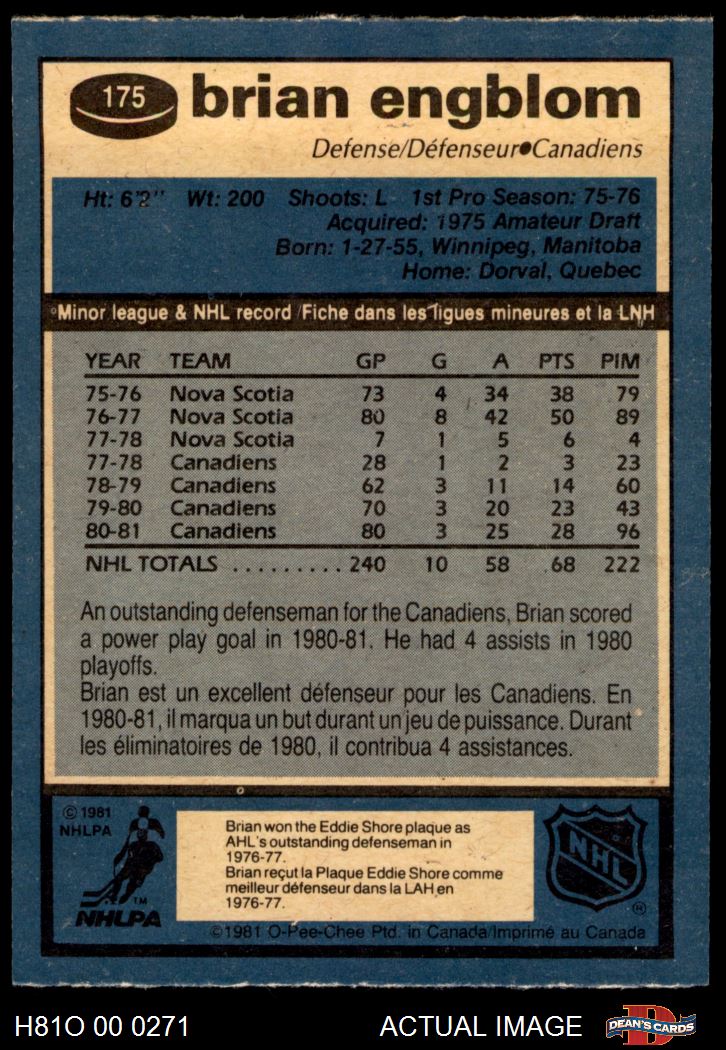 175 brian engblom
Defense/Défenseur•Canadiens
Ht: 6'2" Wt: 200 Shoots: L 1st Pro Season: 75-76
Acquired: 1975 Amateur Draft
Born: 1-27-55, Winnipeg, Manitoba
Home: Dorval, Quebec
Minor league & NHL record/Fiche dans les ligues mineures et la LNH
YEAR TEAM GP G A PTS PIM
75-76 Nova Scotia 73 4 34 38 79
76-77 Nova Scotia 80 8 42 50 89
77-78 Nova Scotia 7 1 5 6 4
77-78 Canadiens 28 1 2 3 23
78-79 Canadiens 62 3 11 14 60
79-80 Canadiens 70 3 20 23 43
80-81 Canadiens 80 3 25 28 96
NHL TOTALS .......... 240 10 58 68 222
An outstanding defenseman for the Canadiens, Brian scored
a power play goal in 1980-81. He had 4 assists in 1980
playoffs.
Brian est un excellent défenseur pour les Canadiens. En
1980-81, il marqua un but durant un jeu de puissance. Durant
les éliminatoires de 1980, il contribua 4 assistances.
© 1981
NHLPA
TM
NHLPA
Brian won the Eddie Shore plaque as
AHL's outstanding defenseman in
1976-77.
Brian reçut la Plaque Eddie Shore comme
meilleur défenseur dans la LAH en
1976-77.
NHL
®
©1981 O-Pee-Chee Ptd. in Canada/Imprimé au Canada
H81O 00 0271 ACTUAL IMAGE
D
DEAN'S CARDS